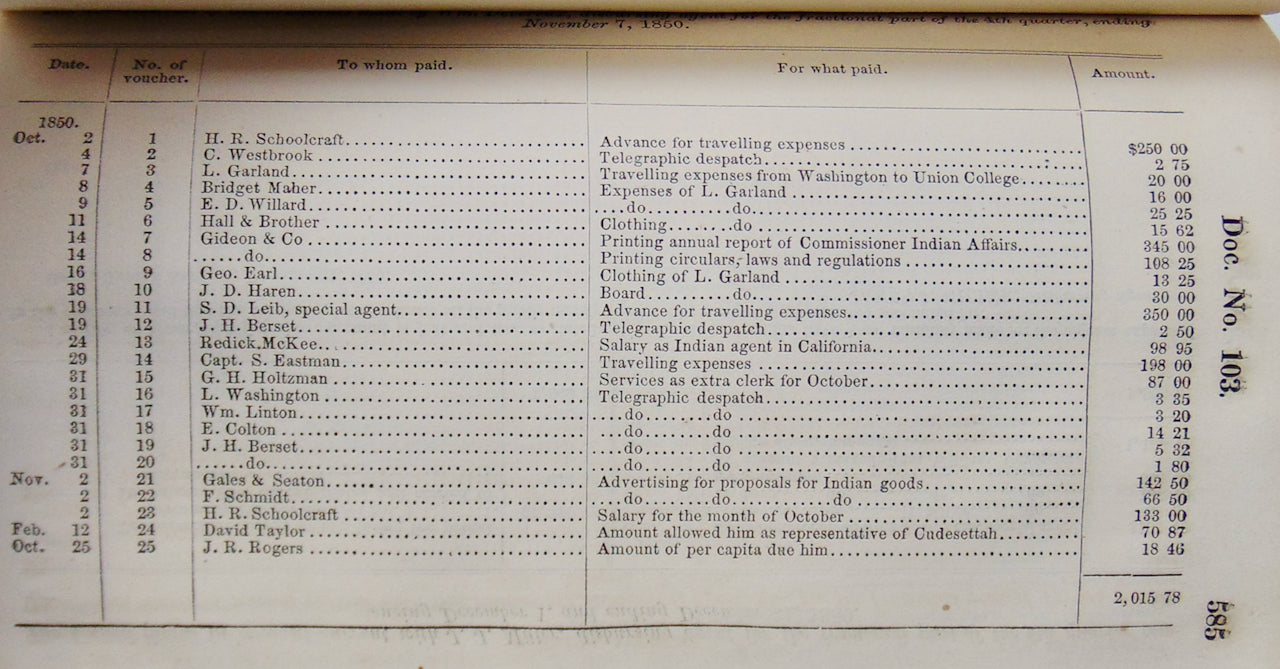 for the fractional part of the 4th quarter, ending
November 7, 1850.
Date. No. of voucher. To whom paid. For what paid. Amount.
1850.
Oct. 2 1 H. R. Schoolcraft Advance for travelling expenses $250 00
4 2 C. Westbrook Telegraphic despatch 2 75
7 3 L. Garland Travelling expenses from Washington to Union College 20 00
8 4 Bridget Maher Expenses of L. Garland 16 00
9 5 E. D. Willard ....do..........do 25 25
11 6 Hall & Brother Clothing........do 15 62
14 7 Gideon & Co Printing annual report of Commissioner Indian Affairs 345 00
14 8 ......do Printing circulars, laws and regulations 108 25
16 9 Geo. Earl Clothing of L. Garland 13 25
18 10 J. D. Haren Board..........do 30 00
19 11 S. D. Leib, special agent Advance for travelling expenses 350 00
19 12 J. H. Berset Telegraphic despatch 2 50
24 13 Redick McKee Salary as Indian agent in California 98 95
29 14 Capt. S. Eastman Travelling expenses 198 00
31 15 G. H. Holtzman Services as extra clerk for October 87 00
31 16 L. Washington Telegraphic despatch 3 35
31 17 Wm. Linton ....do........do 3 20
31 18 E. Colton ....do........do 14 21
31 19 J. H. Berset ....do........do 5 32
31 20 ......do ....do........do 1 80
Nov. 2 21 Gales & Seaton Advertising for proposals for Indian goods 142 50
2 22 F. Schmidt ....do........do............do 66 50
2 23 H. R. Schoolcraft Salary for the month of October 133 00
Feb. 12 24 David Taylor Amount allowed him as representative of Cudesettah 70 87
Oct. 25 25 J. R. Rogers Amount of per capita due him 18 46
2,015 78
Doc. No. 103.
585